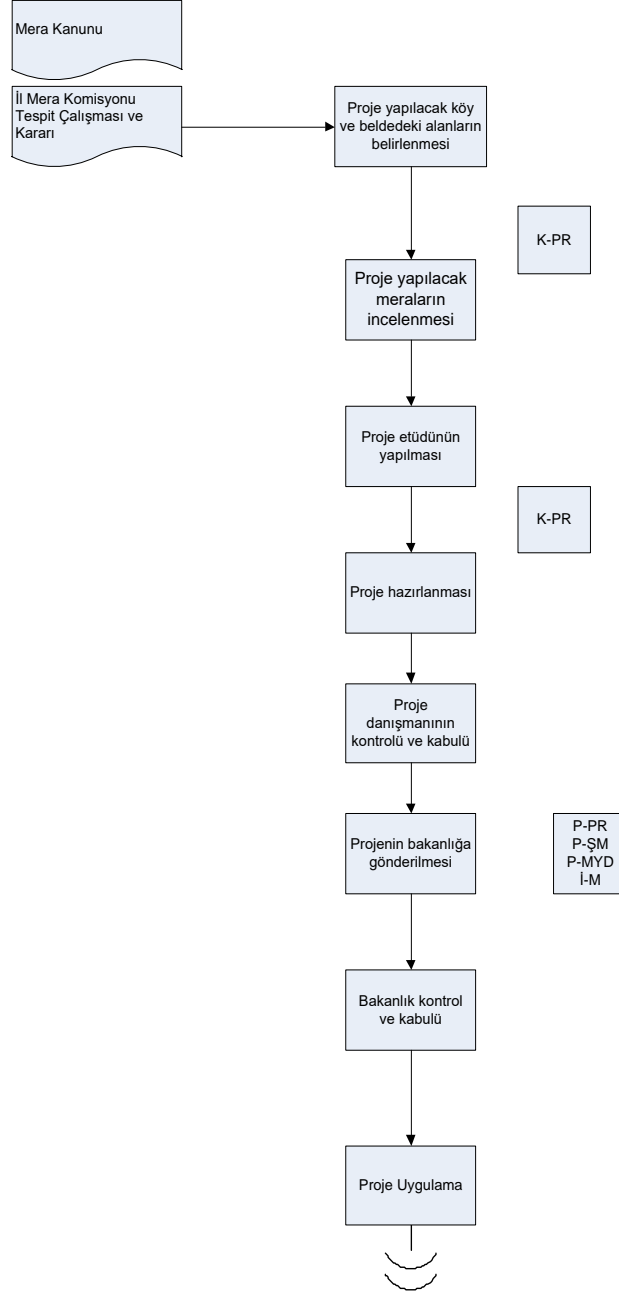 Mera Kanunu
İl Mera Komisyonu
Tespit Çalışması ve
Kararı
Proje yapılacak köy
ve beldedeki alanların
belirlenmesi
K-PR
Proje yapılacak
meraların
incelenmesi
Proje etüdünün
yapılması
K-PR
Proje hazırlanması
Proje
danışmanının
kontrolü ve kabulü
Projenin bakanlığa
gönderilmesi
P-PR
P-ŞM
P-MYD
İ-M
Bakanlık kontrol
ve kabulü
Proje Uygulama